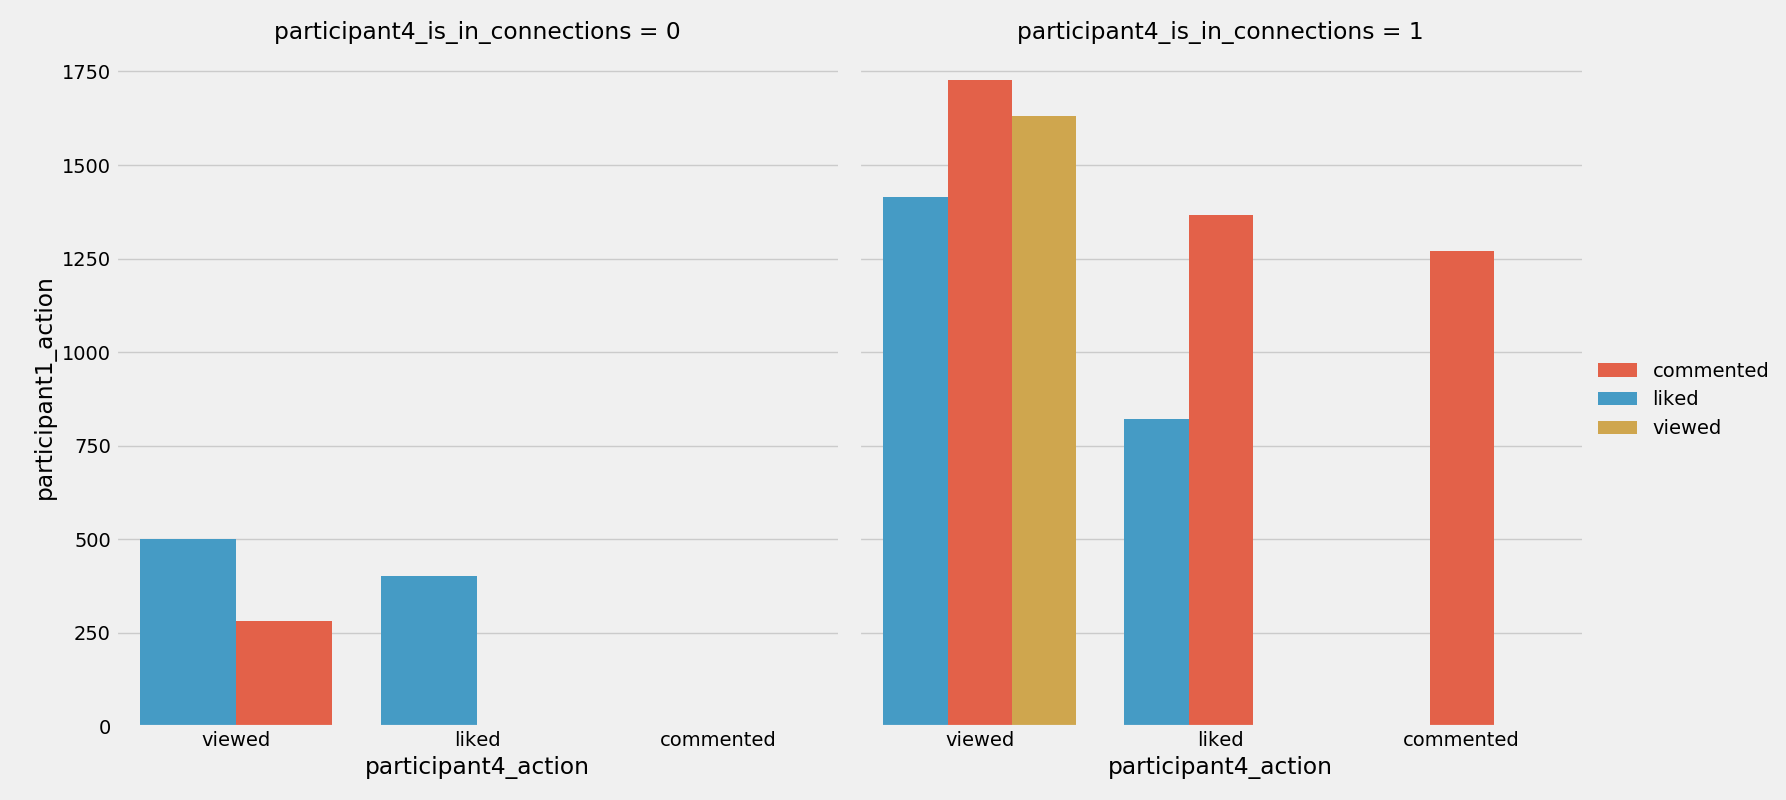 participant4_is_in_connections = 0
participant4_is_in_connections = 1
1750
1500
1250
1000
750
500
250
0
participant1_action
viewed
liked
commented
viewed
liked
commented
participant4_action
participant4_action
commented
liked
viewed